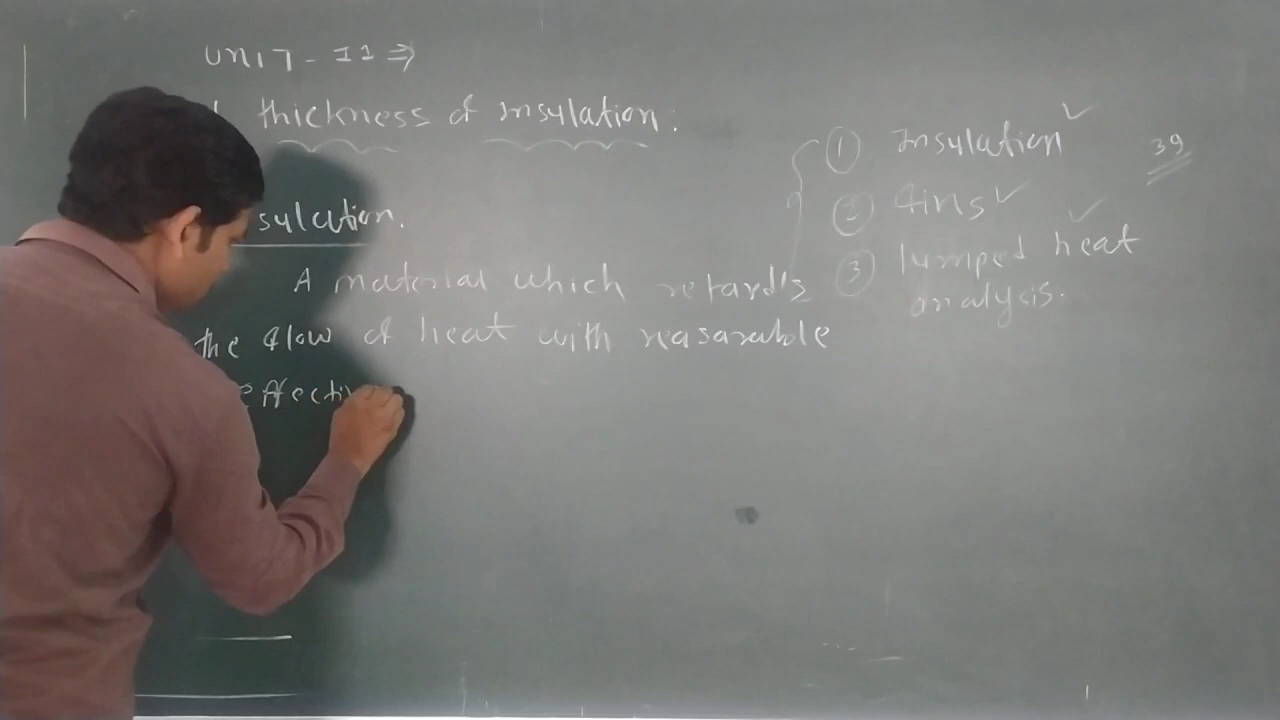 UNIT - II ⇒
thickness of insulation:
sulation.
A material which retard's
the flow of heat with reasonable
effecti
① Insulation ✓
39
② fins ✓
③ lumped heat ✓
analysis.